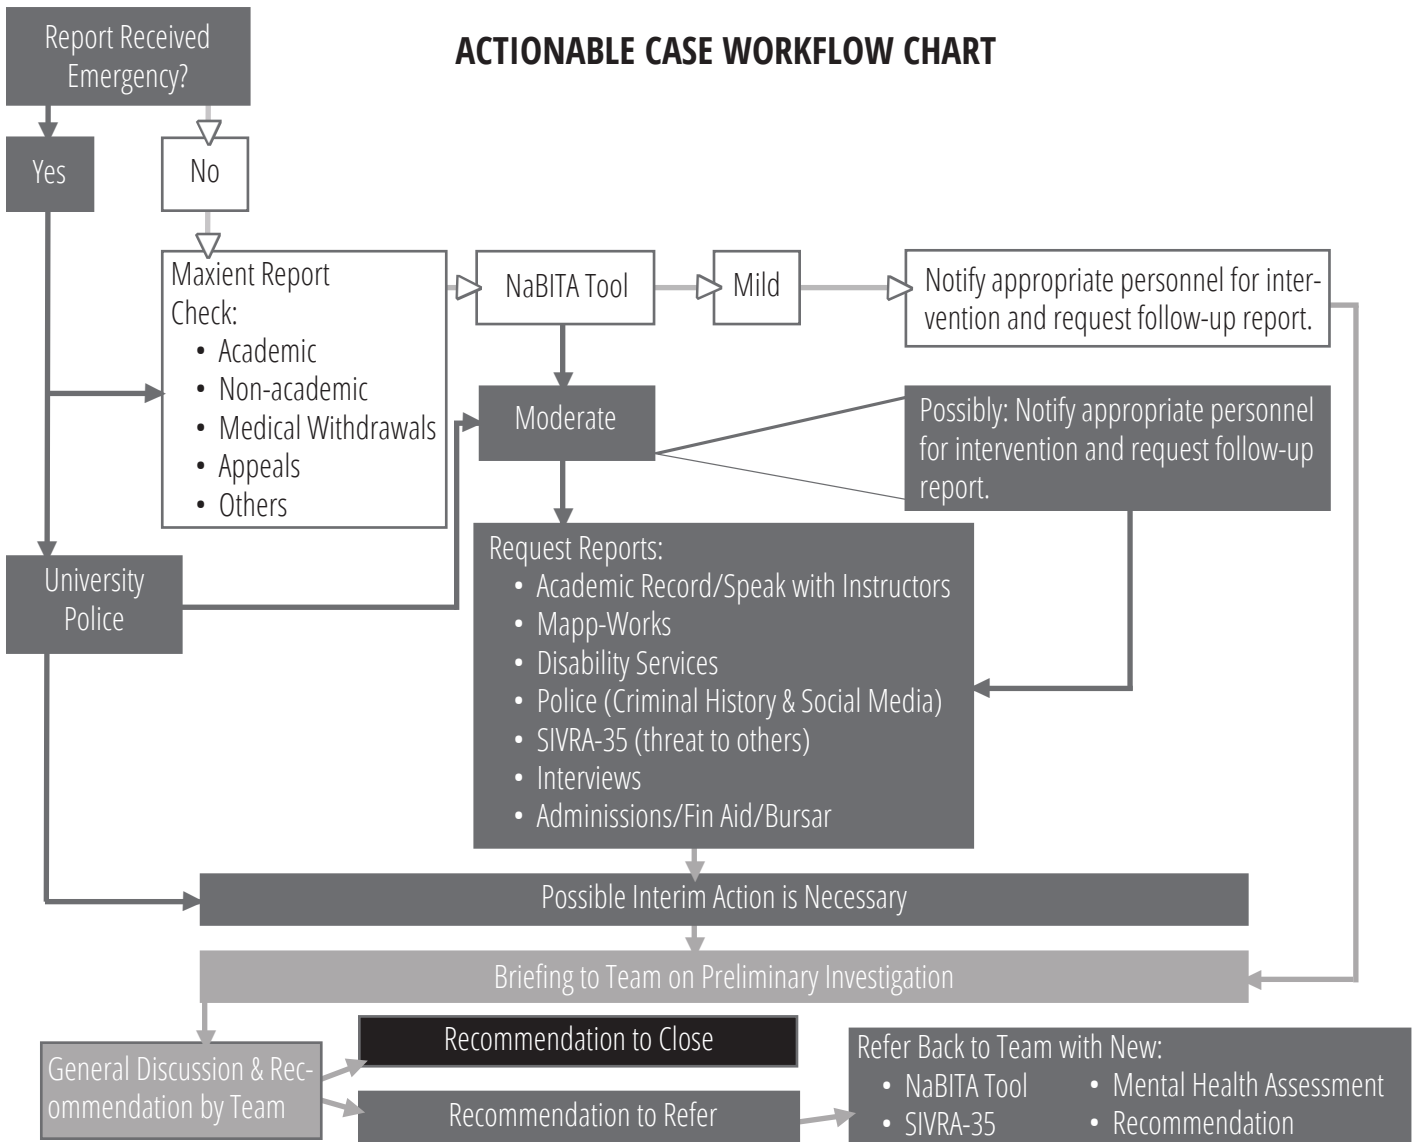 ACTIONABLE CASE WORKFLOW CHART
Report Received
Emergency?
Yes
No
Maxient Report
Check:
• Academic
• Non-academic
• Medical Withdrawals
• Appeals
• Others
NaBITA Tool
Mild
Notify appropriate personnel for inter-
vention and request follow-up report.
Moderate
Possibly: Notify appropriate personnel
for intervention and request follow-up
report.
University
Police
Request Reports:
• Academic Record/Speak with Instructors
• Mapp-Works
• Disability Services
• Police (Criminal History & Social Media)
• SIVRA-35 (threat to others)
• Interviews
• Adminissions/Fin Aid/Bursar
Possible Interim Action is Necessary
Briefing to Team on Preliminary Investigation
General Discussion & Rec-
ommendation by Team
Recommendation to Close
Recommendation to Refer
Refer Back to Team with New:
• NaBITA Tool
• SIVRA-35
• Mental Health Assessment
• Recommendation